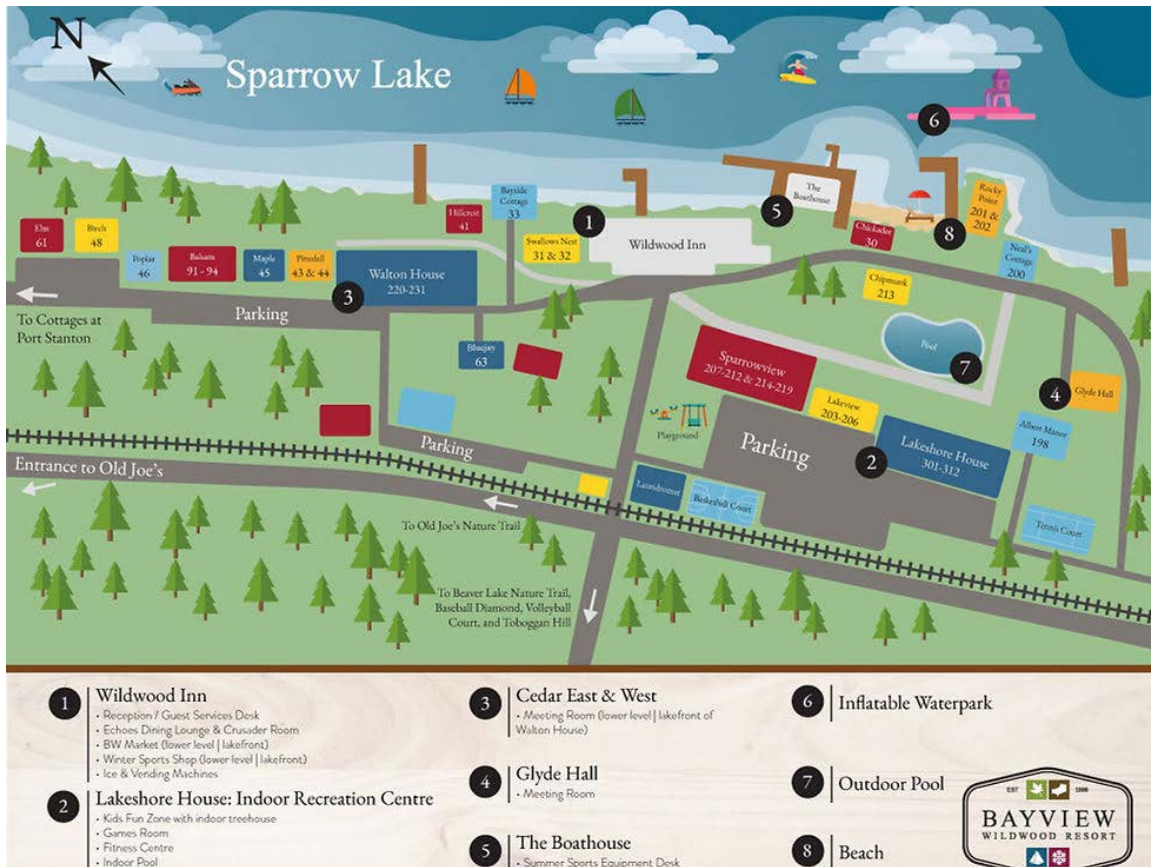 N
Sparrow Lake
6
Elm
61
Birch
48
Poplar
46
Balsam
91 - 94
Maple
45
Pinedell
43 & 44
Walton House
220-231
3
Hillcrest
41
Bayside
Cottage
33
Swallows Nest
31 & 32
1
Wildwood Inn
5
The
Boathouse
Chickadee
30
8
Rocky
Point
201 &
202
Neal's
Cottage
200
Chipmunk
213
Pool
7
To Cottages at
Port Stanton
Parking
Bluejay
63
Sparrowview
207-212 & 214-219
Lakeview
203-206
Lakeshore House
301-312
2
4
Glyde Hall
Albert Manor
198
Playground
Parking
Parking
Laundromat
Basketball Court
Tennis Court
Entrance to Old Joe's
To Old Joe's Nature Trail
To Beaver Lake Nature Trail,
Baseball Diamond, Volleyball
Court, and Toboggan Hill
1
Wildwood Inn
• Reception / Guest Services Desk
• Echoes Dining Lounge & Crusader Room
• BW Market (lower level | lakefront)
• Winter Sports Shop (lower level | lakefront)
• Ice & Vending Machines
2
Lakeshore House: Indoor Recreation Centre
• Kids Fun Zone with indoor treehouse
• Games Room
• Fitness Centre
• Indoor Pool
3
Cedar East & West
• Meeting Room (lower level | lakefront of
Walton House)
4
Glyde Hall
• Meeting Room
5
The Boathouse
• Summer Sports Equipment Desk
6
Inflatable Waterpark
7
Outdoor Pool
8
Beach
EST 1898
BAYVIEW
WILDWOOD RESORT